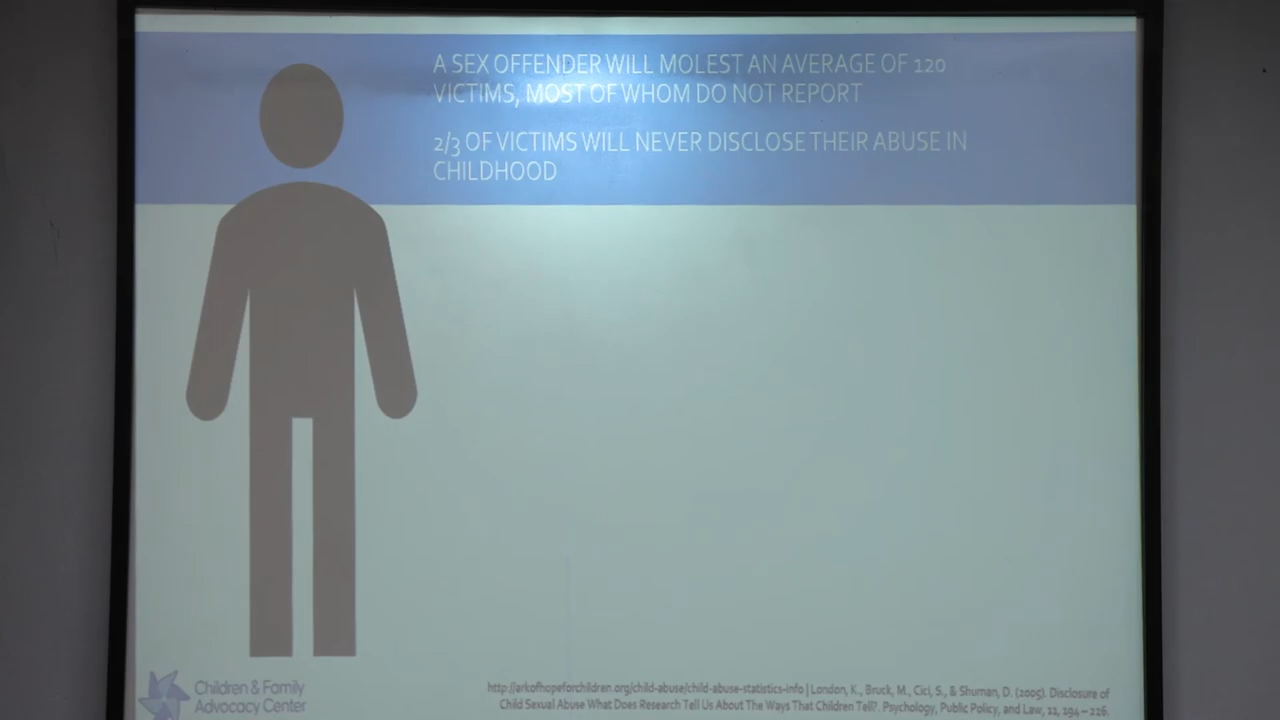 A SEX OFFENDER WILL MOLEST AN AVERAGE OF 120
VICTIMS, MOST OF WHOM DO NOT REPORT
2/3 OF VICTIMS WILL NEVER DISCLOSE THEIR ABUSE IN
CHILDHOOD
Children & Family
Advocacy Center
http://arkofhopeforchildren.org/child-abuse/child-abuse-statistics-info | London, K., Bruck, M., Cici, S., & Shuman, D. (2005). Disclosure of
Child Sexual Abuse What Does Research Tell Us About The Ways That Children Tell?. Psychology, Public Policy, and Law, 11, 194 – 226.